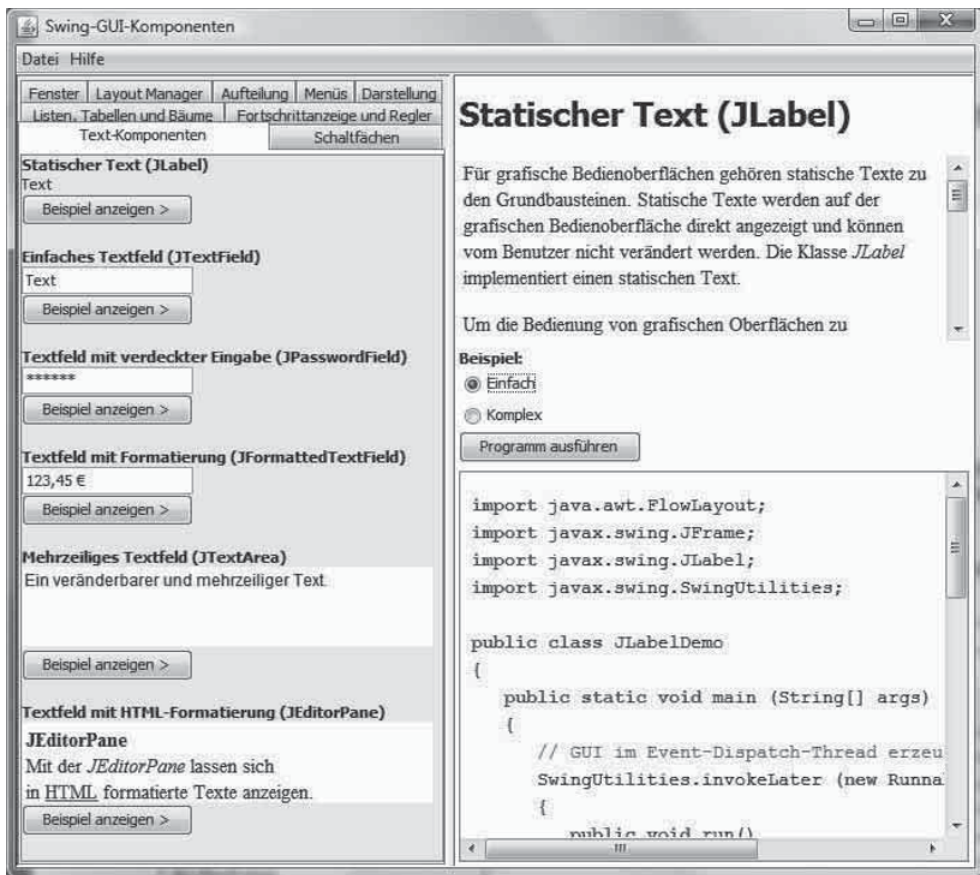 Swing-GUI-Komponenten
Datei Hilfe
Fenster Layout Manager Aufteilung Menüs Darstellung
Listen, Tabellen und Bäume Fortschrittanzeige und Regler
Text-Komponenten Schaltfächen
Statischer Text (JLabel)
Text
Beispiel anzeigen >
Einfaches Textfeld (JTextField)
Text
Beispiel anzeigen >
Textfeld mit verdeckter Eingabe (JPasswordField)
******
Beispiel anzeigen >
Textfeld mit Formatierung (JFormattedTextField)
123,45 €
Beispiel anzeigen >
Mehrzeiliges Textfeld (JTextArea)
Ein veränderbarer und mehrzeiliger Text.
Beispiel anzeigen >
Textfeld mit HTML-Formatierung (JEditorPane)
JEditorPane
Mit der JEditorPane lassen sich
in HTML formatierte Texte anzeigen.
Beispiel anzeigen >
Statischer Text (JLabel)
Für grafische Bedienoberflächen gehören statische Texte zu
den Grundbausteinen. Statische Texte werden auf der
grafischen Bedienoberfläche direkt angezeigt und können
vom Benutzer nicht verändert werden. Die Klasse JLabel
implementiert einen statischen Text.
Um die Bedienung von grafischen Oberflächen zu
Beispiel:
Einfach
Komplex
Programm ausführen
import java.awt.FlowLayout;
import javax.swing.JFrame;
import javax.swing.JLabel;
import javax.swing.SwingUtilities;
public class JLabelDemo
{
public static void main (String[] args)
{
// GUI im Event-Dispatch-Thread erzeu
SwingUtilities.invokeLater (new Runna
{
public void run()